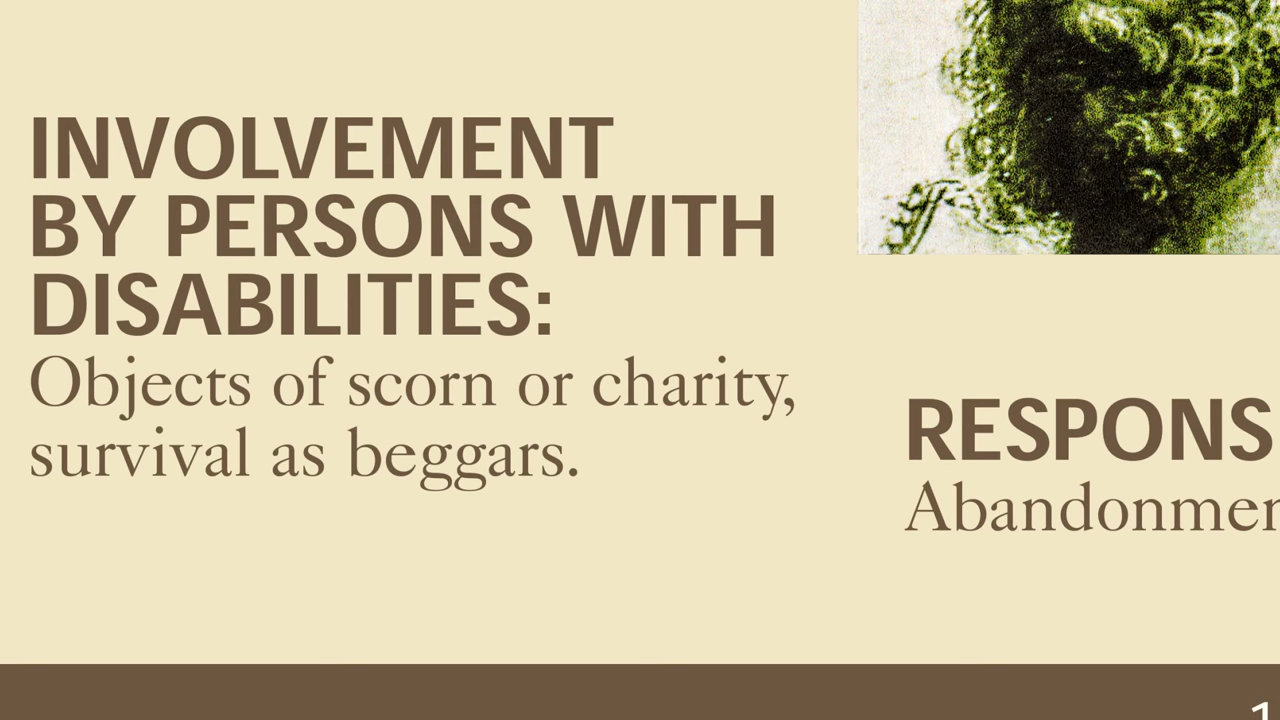 INVOLVEMENT
BY PERSONS WITH
DISABILITIES:
Objects of scorn or charity,
survival as beggars.